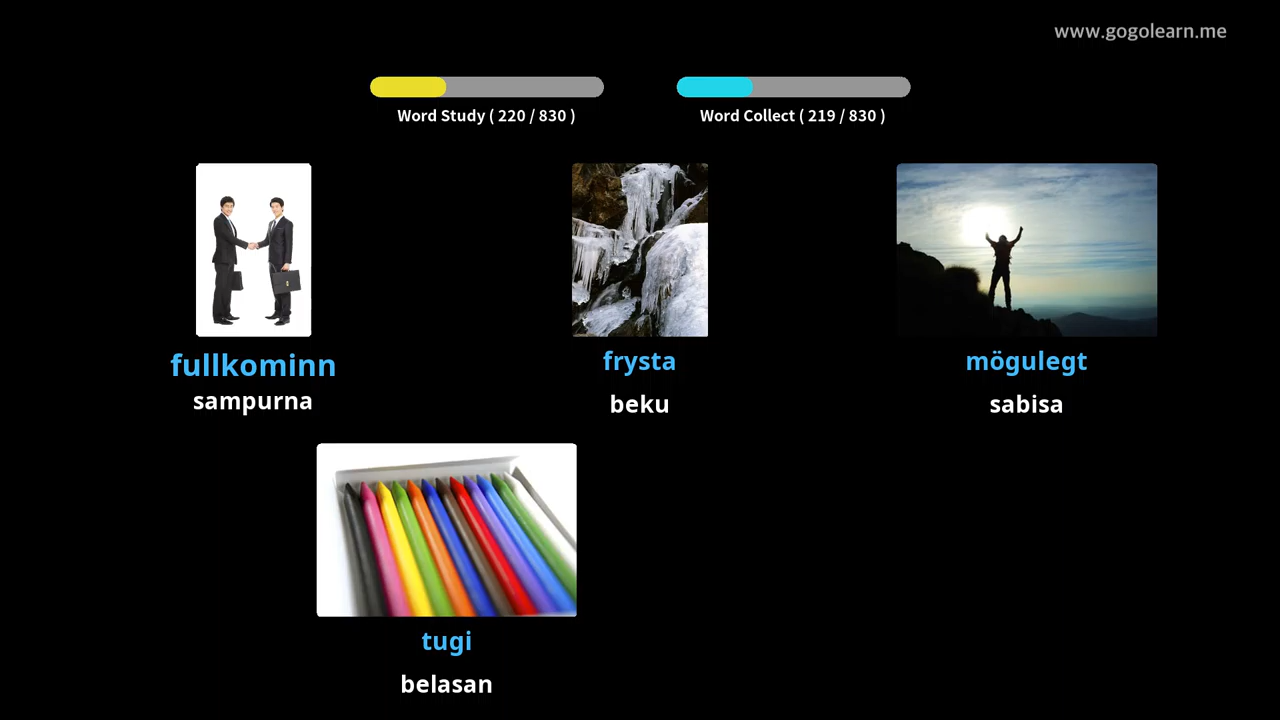 www.gogolearn.me
Word Study ( 220 / 830 )
Word Collect ( 219 / 830 )
fullkominn
sampurna
frysta
beku
mögulegt
sabisa
tugi
belasan